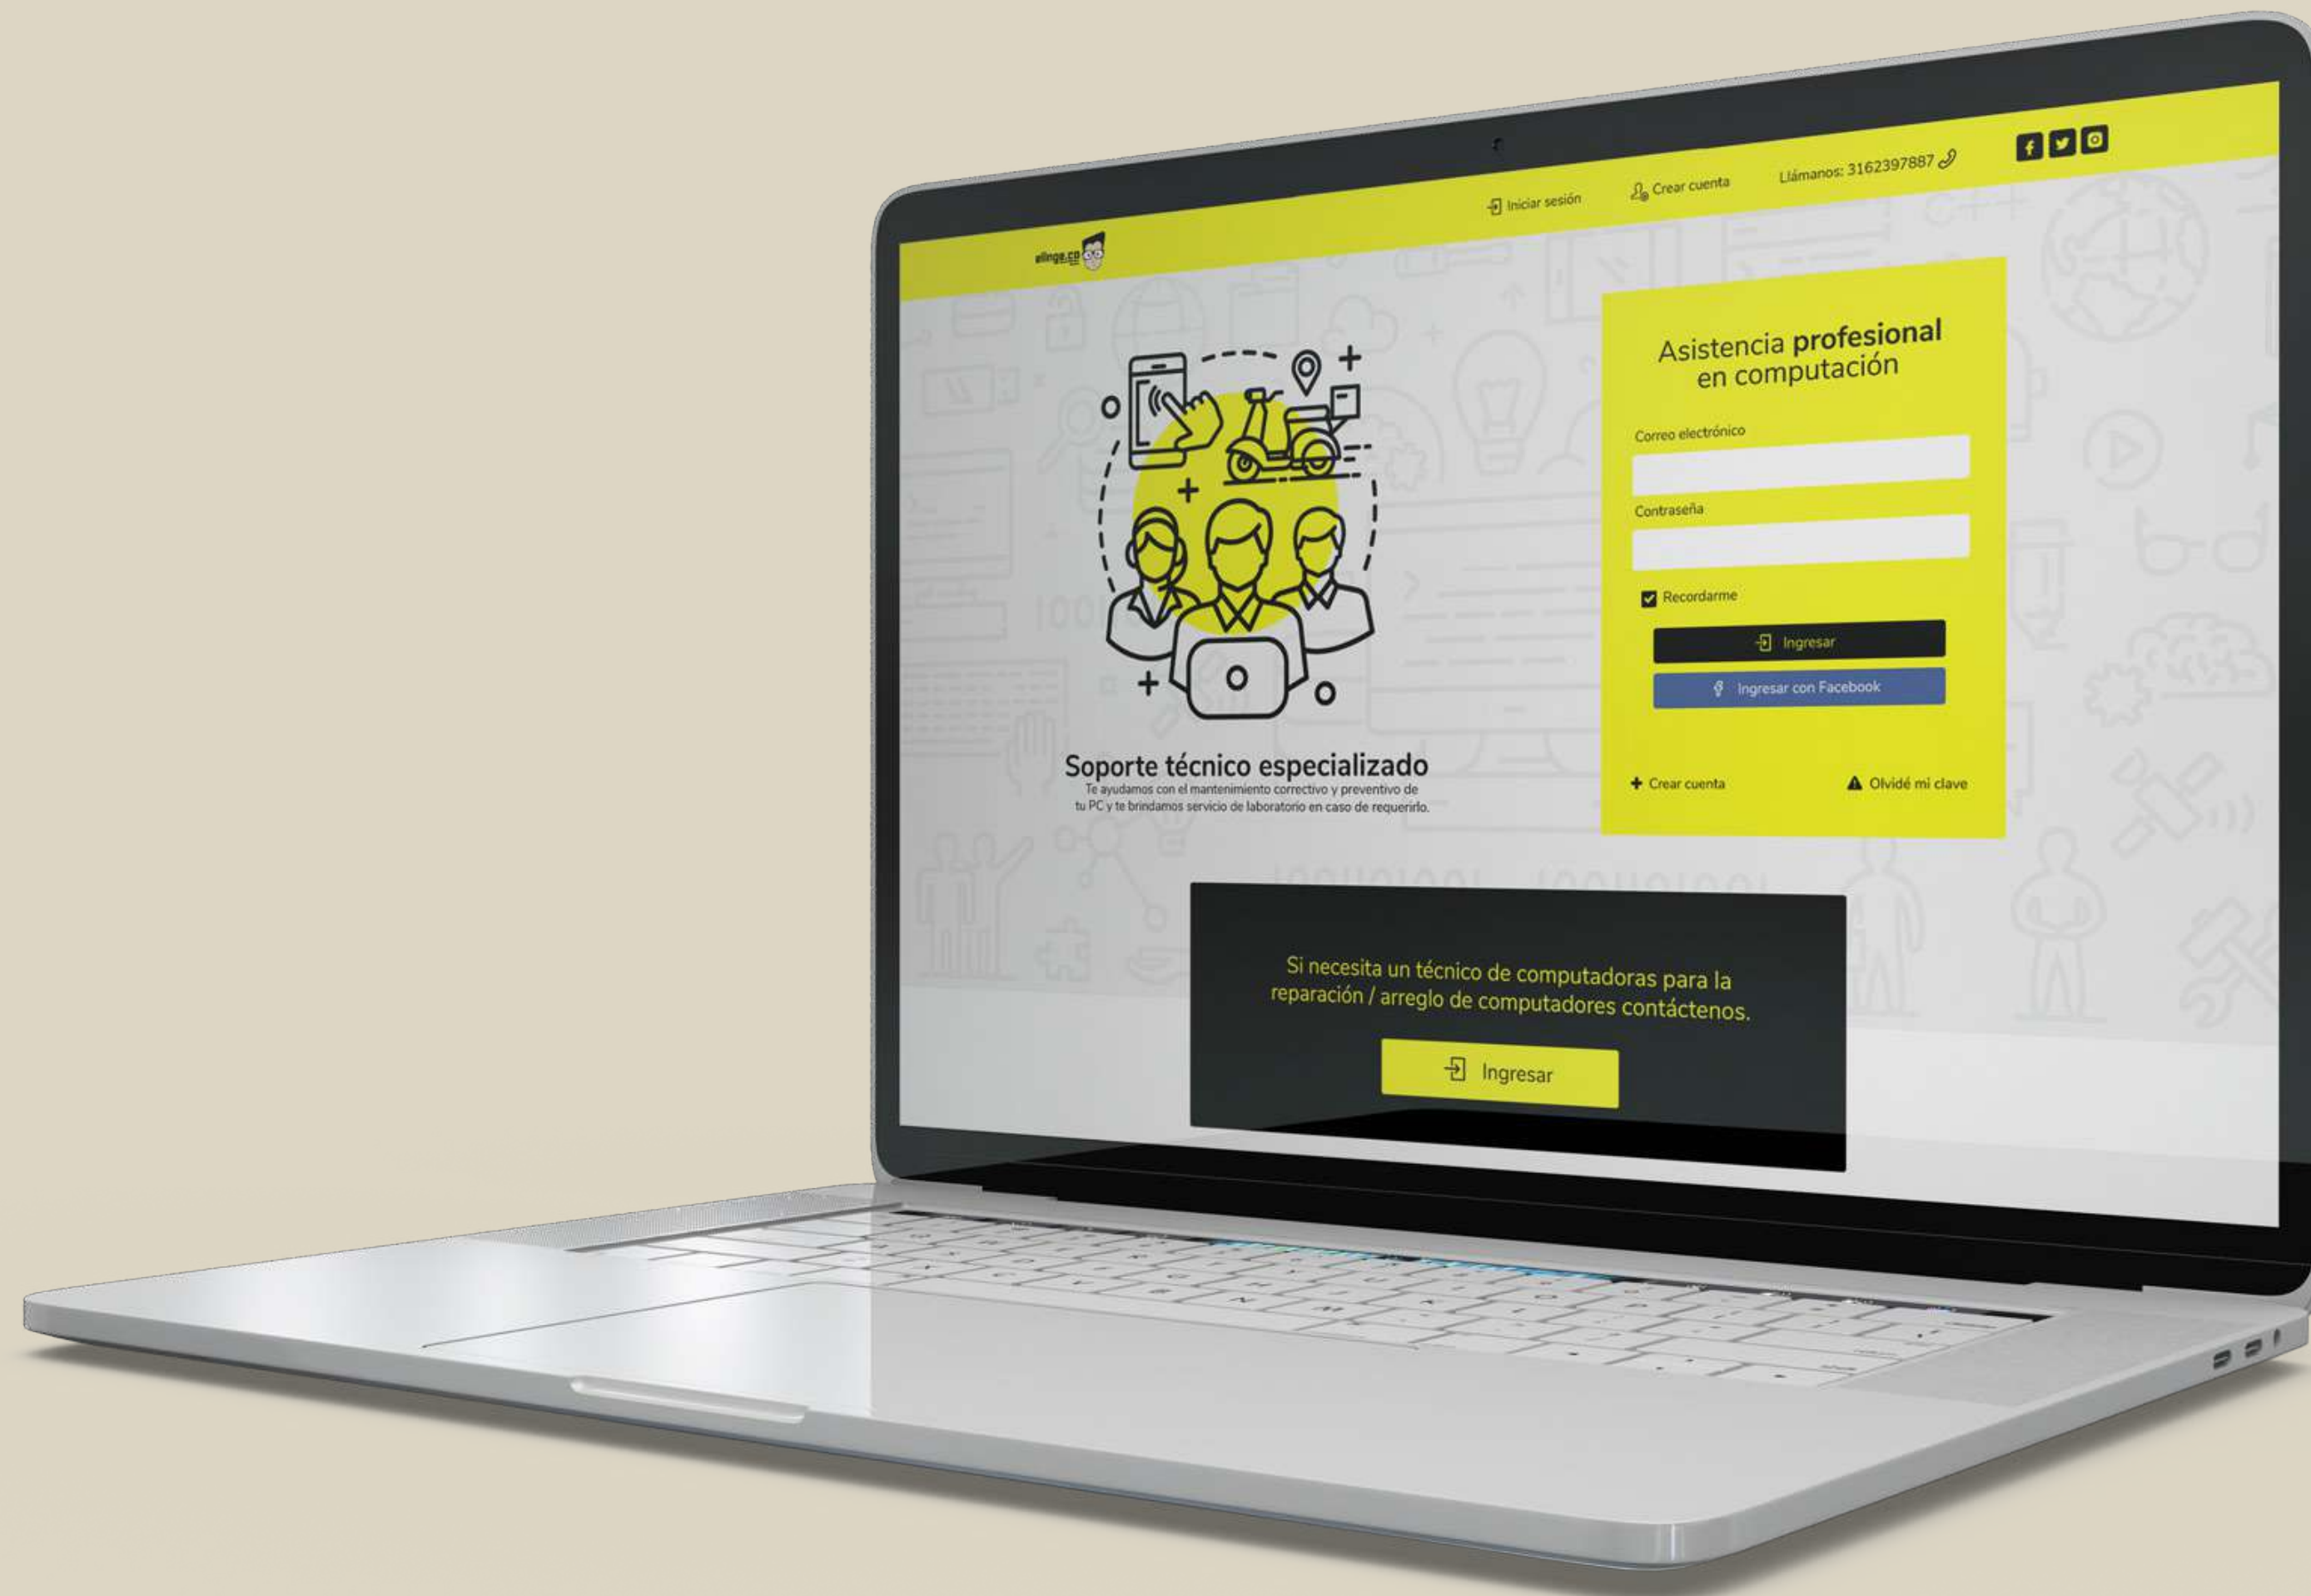 elinge.co
Iniciar sesión
Crear cuenta
Llámanos: 3162397887
Soporte técnico especializado
Te ayudamos con el mantenimiento correctivo y preventivo de
tu PC y te brindamos servicio de laboratorio en caso de requerirlo.
Asistencia profesional
en computación
Correo electrónico
Contraseña
Recordarme
Ingresar
Ingresar con Facebook
Crear cuenta
Olvidé mi clave
Si necesita un técnico de computadoras para la
reparación / arreglo de computadores contáctenos.
Ingresar